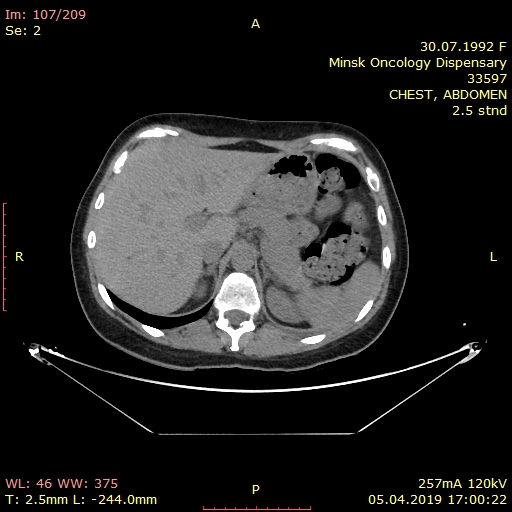 Im: 107/209
Se: 2
A
30.07.1992 F
Minsk Oncology Dispensary
33597
CHEST, ABDOMEN
2.5 stnd
R
L
WL: 46 WW: 375
T: 2.5mm L: -244.0mm
P
257mA 120kV
05.04.2019 17:00:22